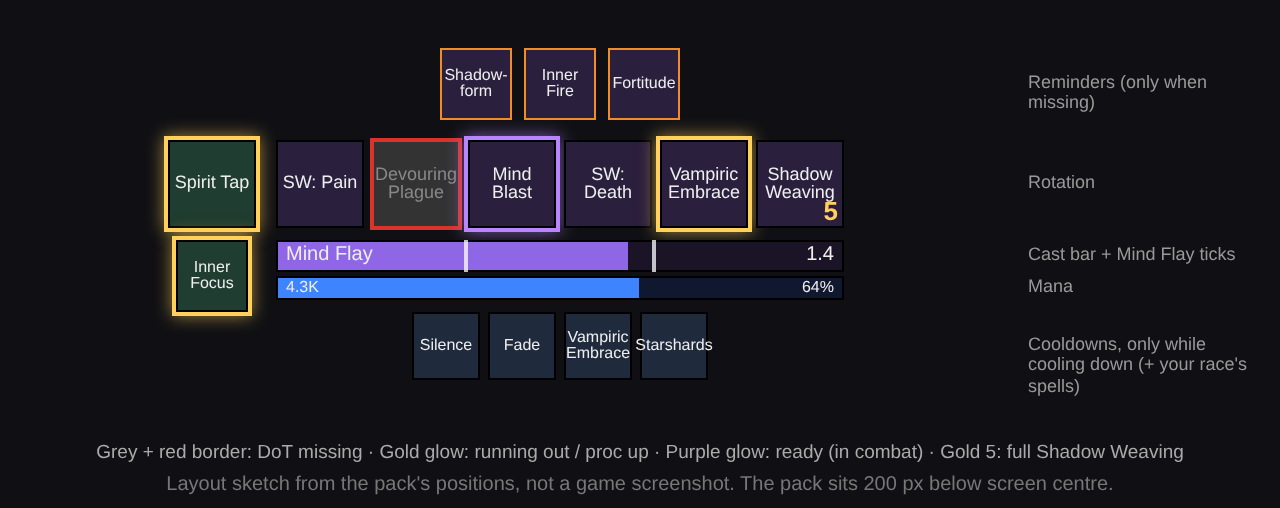 Shadow-
form
Inner
Fire
Fortitude
Reminders (only when
missing)
Spirit Tap
SW: Pain
Devouring
Plague
Mind
Blast
SW:
Death
Vampiric
Embrace
Shadow
Weaving
5
Rotation
Inner
Focus
Mind Flay
1.4
Cast bar + Mind Flay ticks
4.3K
64%
Mana
Silence
Fade
Vampiric
Embrace
Starshards
Cooldowns, only while
cooling down (+ your race's
spells)
Grey + red border: DoT missing · Gold glow: running out / proc up · Purple glow: ready (in combat) · Gold 5: full Shadow Weaving
Layout sketch from the pack's positions, not a game screenshot. The pack sits 200 px below screen centre.